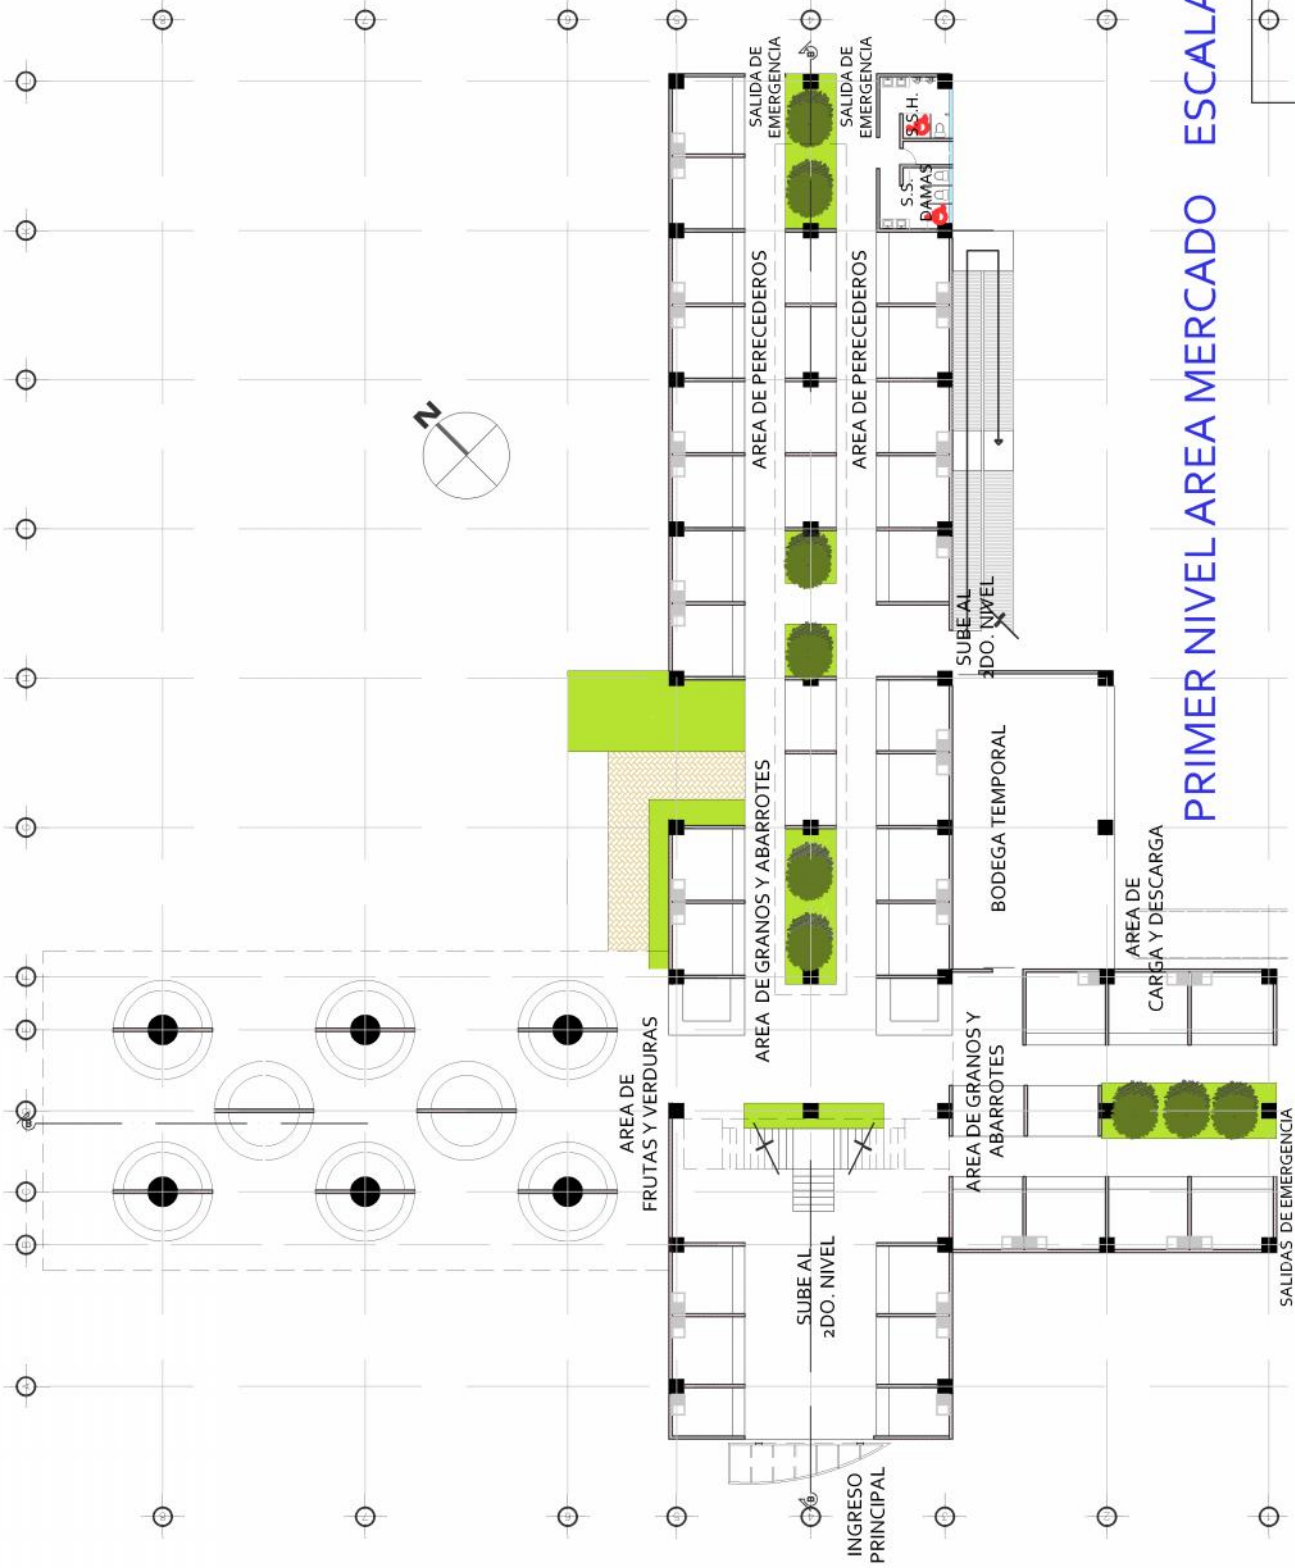 SALIDA DE
EMERGENCIA
SALIDA DE
EMERGENCIA
S.S.H.
S.S.
DAMAS
AREA DE PERECEDEROS
AREA DE PERECEDEROS
N
SUBE AL
2DO. NIVEL
BODEGA TEMPORAL
AREA DE GRANOS Y ABARROTES
AREA DE
CARGA Y DESCARGA
AREA DE
FRUTAS Y VERDURAS
AREA DE GRANOS Y
ABARROTES
SUBE AL
2DO. NIVEL
SALIDAS DE EMERGENCIA
INGRESO
PRINCIPAL
B
B
B
PRIMER NIVEL AREA MERCADO ESCALA